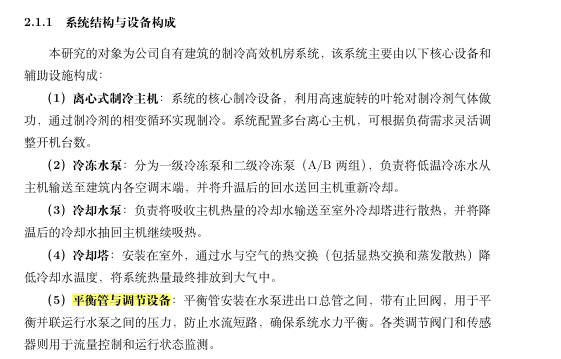 2.1.1 系统结构与设备构成
本研究的对象为公司自有建筑的制冷高效机房系统，该系统主要由以下核心设备和
辅助设施构成：
（1）离心式制冷主机：系统的核心制冷设备，利用高速旋转的叶轮对制冷剂气体做
功，通过制冷剂的相变循环实现制冷。系统配置多台离心主机，可根据负荷需求灵活调
整开机台数。
（2）冷冻水泵：分为一级冷冻泵和二级冷冻泵（A/B 两组），负责将低温冷冻水从
主机输送至建筑内各空调末端，并将升温后的回水送回主机重新冷却。
（3）冷却水泵：负责将吸收主机热量的冷却水输送至室外冷却塔进行散热，并将降
温后的冷却水抽回主机继续吸热。
（4）冷却塔：安装在室外，通过水与空气的热交换（包括显热交换和蒸发散热）降
低冷却水温度，将系统热量最终排放到大气中。
（5）平衡管与调节设备：平衡管安装在水泵进出口总管之间，带有止回阀，用于平
衡并联运行水泵之间的压力，防止水流短路，确保系统水力平衡。各类调节阀门和传感
器则用于流量控制和运行状态监测。